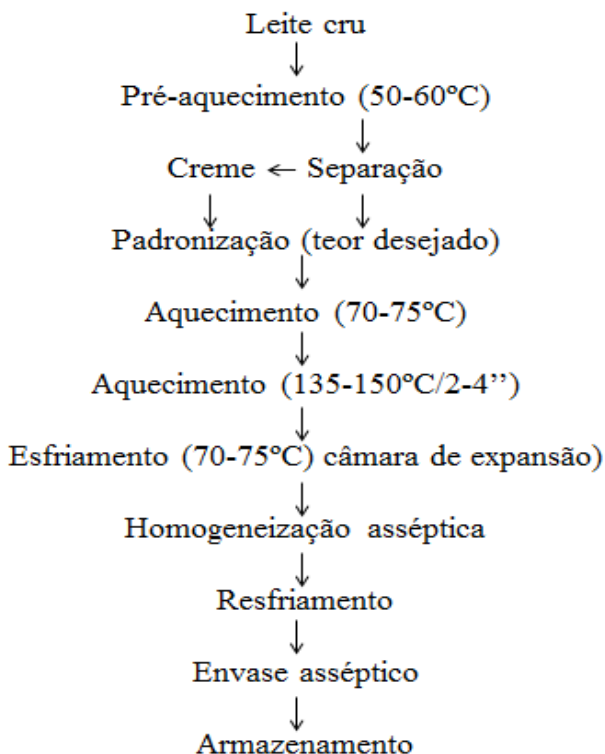 Leite cru
Pré-aquecimento (50-60ºC)
Creme ← Separação
Padronização (teor desejado)
Aquecimento (70-75ºC)
Aquecimento (135-150ºC/2-4’’)
Esfriamento (70-75ºC) câmara de expansão)
Homogeneização asséptica
Resfriamento
Envase asséptico
Armazenamento